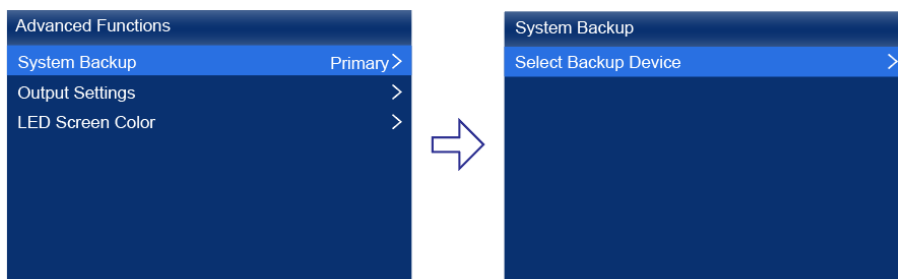 Advanced Functions
System Backup Primary >
Output Settings >
LED Screen Color >
System Backup
Select Backup Device >